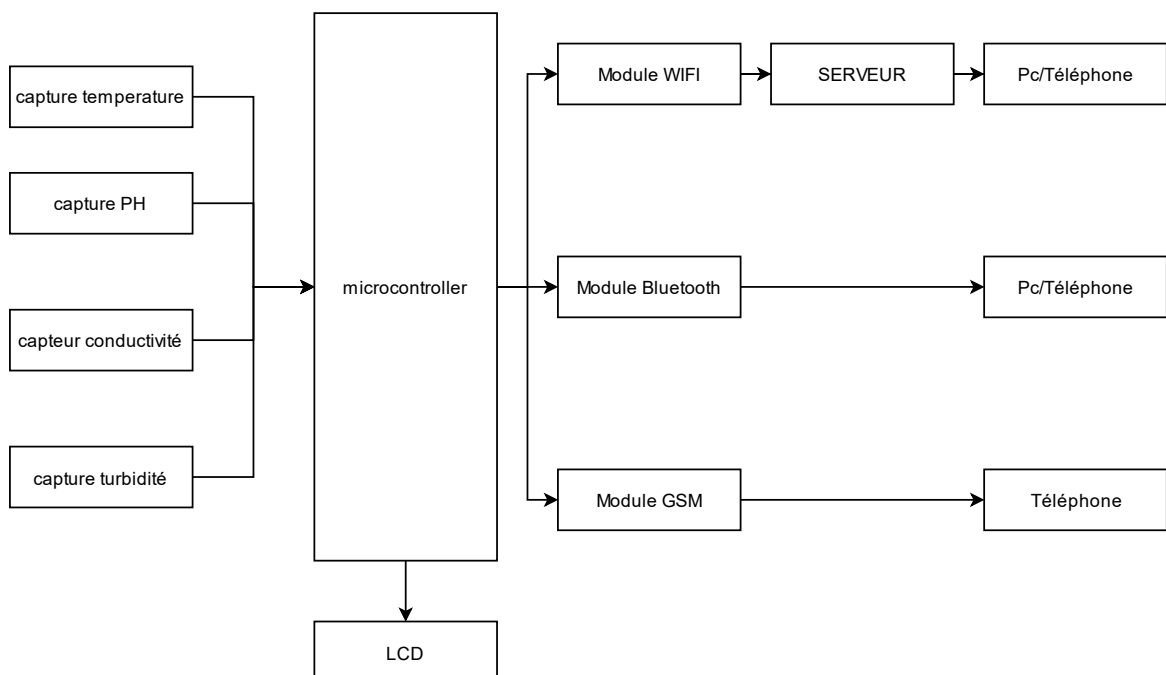 capture temperature
capture PH
capteur conductivité
capture turbidité
microcontroller
LCD
Module WIFI
SERVEUR
Pc/Téléphone
Module Bluetooth
Pc/Téléphone
Module GSM
Téléphone